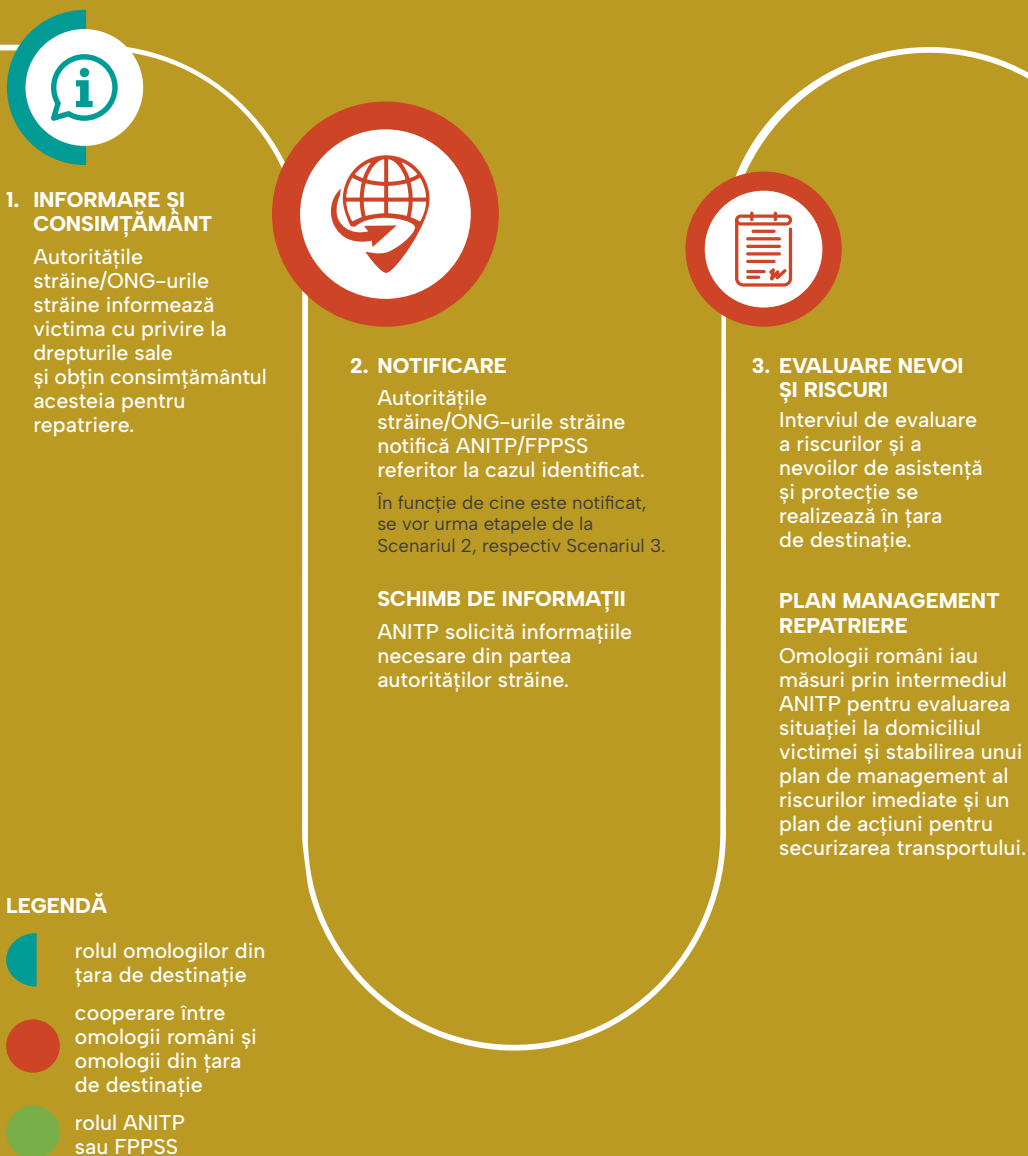 1. INFORMARE ȘI
CONSIMȚĂMÂNT
Autoritățile
străine/ONG-urile
străine informează
victima cu privire la
drepturile sale
și obțin consimțământul
acesteia pentru
repatriere.
2. NOTIFICARE
Autoritățile
străine/ONG-urile străine
notifică ANITP/FPPSS
referitor la cazul identificat.
În funcție de cine este notificat,
se vor urma etapele de la
Scenariul 2, respectiv Scenariul 3.
SCHIMB DE INFORMAȚII
ANITP solicită informațiile
necesare din partea
autorităților străine.
3. EVALUARE NEVOI
ȘI RISCURI
Interviul de evaluare
a riscurilor și a
nevoilor de asistență
și protecție se
realizează în țara
de destinație.
PLAN MANAGEMENT
REPATRIERE
Omologii români iau
măsuri prin intermediul
ANITP pentru evaluarea
situației la domiciliul
victimei și stabilirea unui
plan de management al
riscurilor imediate și un
plan de acțiuni pentru
securizarea transportului.
LEGENDĂ
rolul omologilor din
țara de destinație
cooperare între
omologii români și
omologii din țara
de destinație
rolul ANITP
sau FPPSS